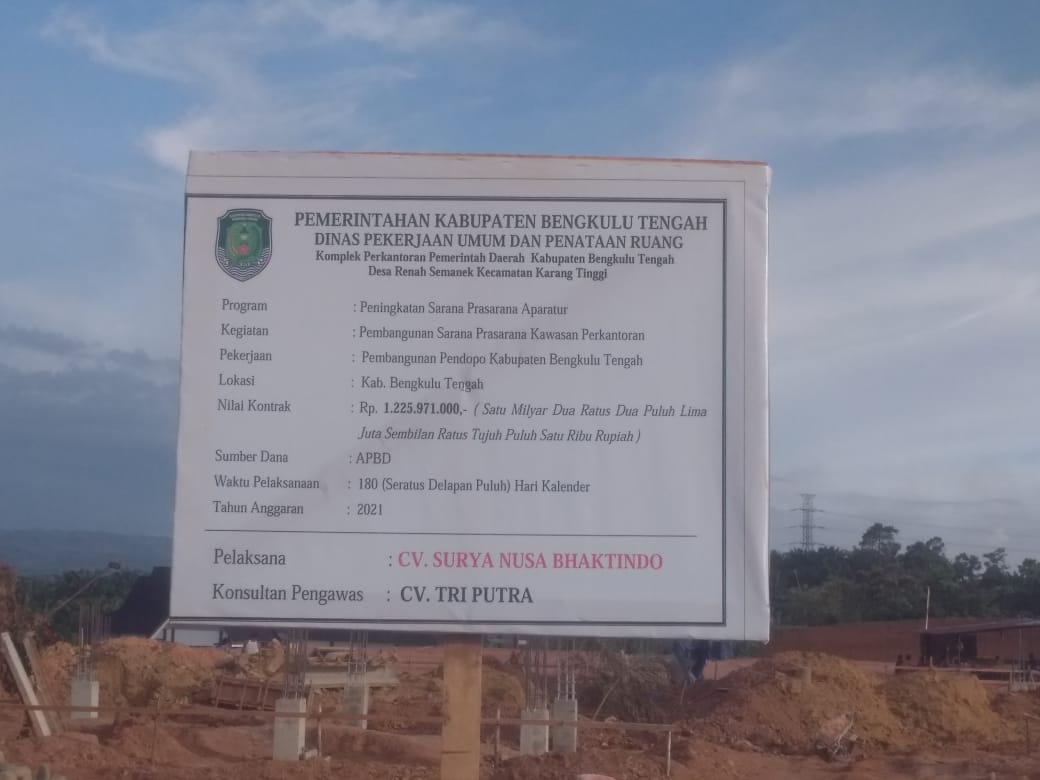 PEMERINTAHAN KABUPATEN BENGKULU TENGAH
DINAS PEKERJAAN UMUM DAN PENATAAN RUANG
Komplek Perkantoran Pemerintah Daerah Kabupaten Bengkulu Tengah
Desa Renah Semanek Kecamatan Karang Tinggi
Program : Peningkatan Sarana Prasarana Aparatur
Kegiatan : Pembangunan Sarana Prasarana Kawasan Perkantoran
Pekerjaan : Pembangunan Pendopo Kabupaten Bengkulu Tengah
Lokasi : Kab. Bengkulu Tengah
Nilai Kontrak : Rp. 1.225.971.000,- ( Satu Milyar Dua Ratus Dua Puluh Lima
Juta Sembilan Ratus Tujuh Puluh Satu Ribu Rupiah )
Sumber Dana : APBD
Waktu Pelaksanaan : 180 (Seratus Delapan Puluh) Hari Kalender
Tahun Anggaran : 2021
Pelaksana : CV. SURYA NUSA BHAKTINDO
Konsultan Pengawas : CV. TRI PUTRA